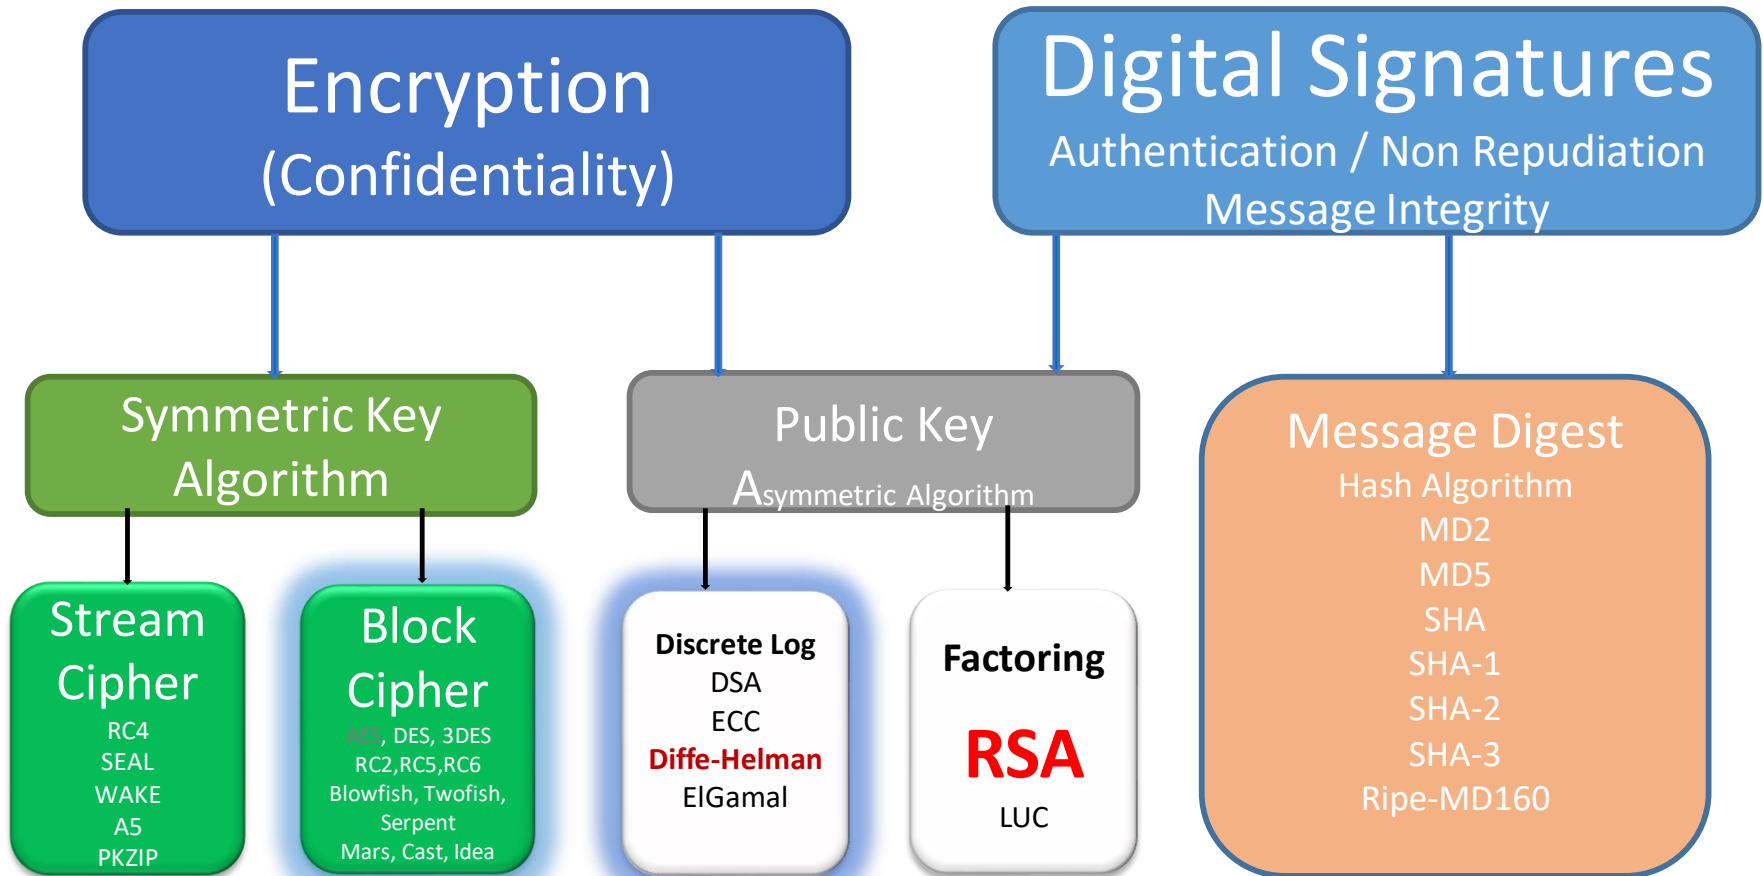 Encryption
(Confidentiality)
Digital Signatures
Authentication / Non Repudiation
Message Integrity
Symmetric Key
Algorithm
Public Key
Asymmetric Algorithm
Message Digest
Hash Algorithm
MD2
MD5
SHA
SHA-1
SHA-2
SHA-3
Ripe-MD160
Stream
Cipher
RC4
SEAL
WAKE
A5
PKZIP
Block
Cipher
AES, DES, 3DES
RC2,RC5,RC6
Blowfish, Twofish,
Serpent
Mars, Cast, Idea
Discrete Log
DSA
ECC
Diffe-Helman
ElGamal
Factoring
RSA
LUC